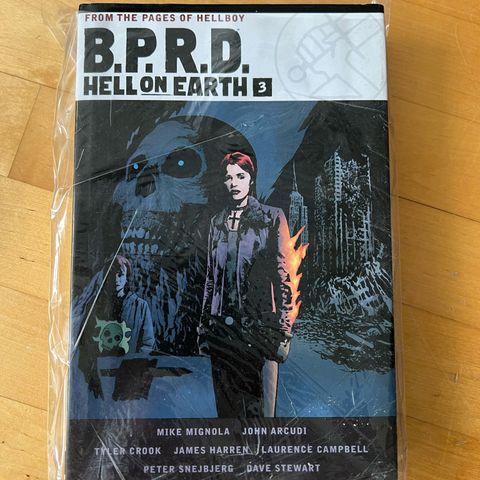 FROM THE PAGES OF HELLBOY
B.P.R.D.
HELL ON EARTH 3
MIKE MIGNOLA JOHN ARCUDI
TYLER CROOK JAMES HARREN LAURENCE CAMPBELL
PETER SNEJBJERG DAVE STEWART